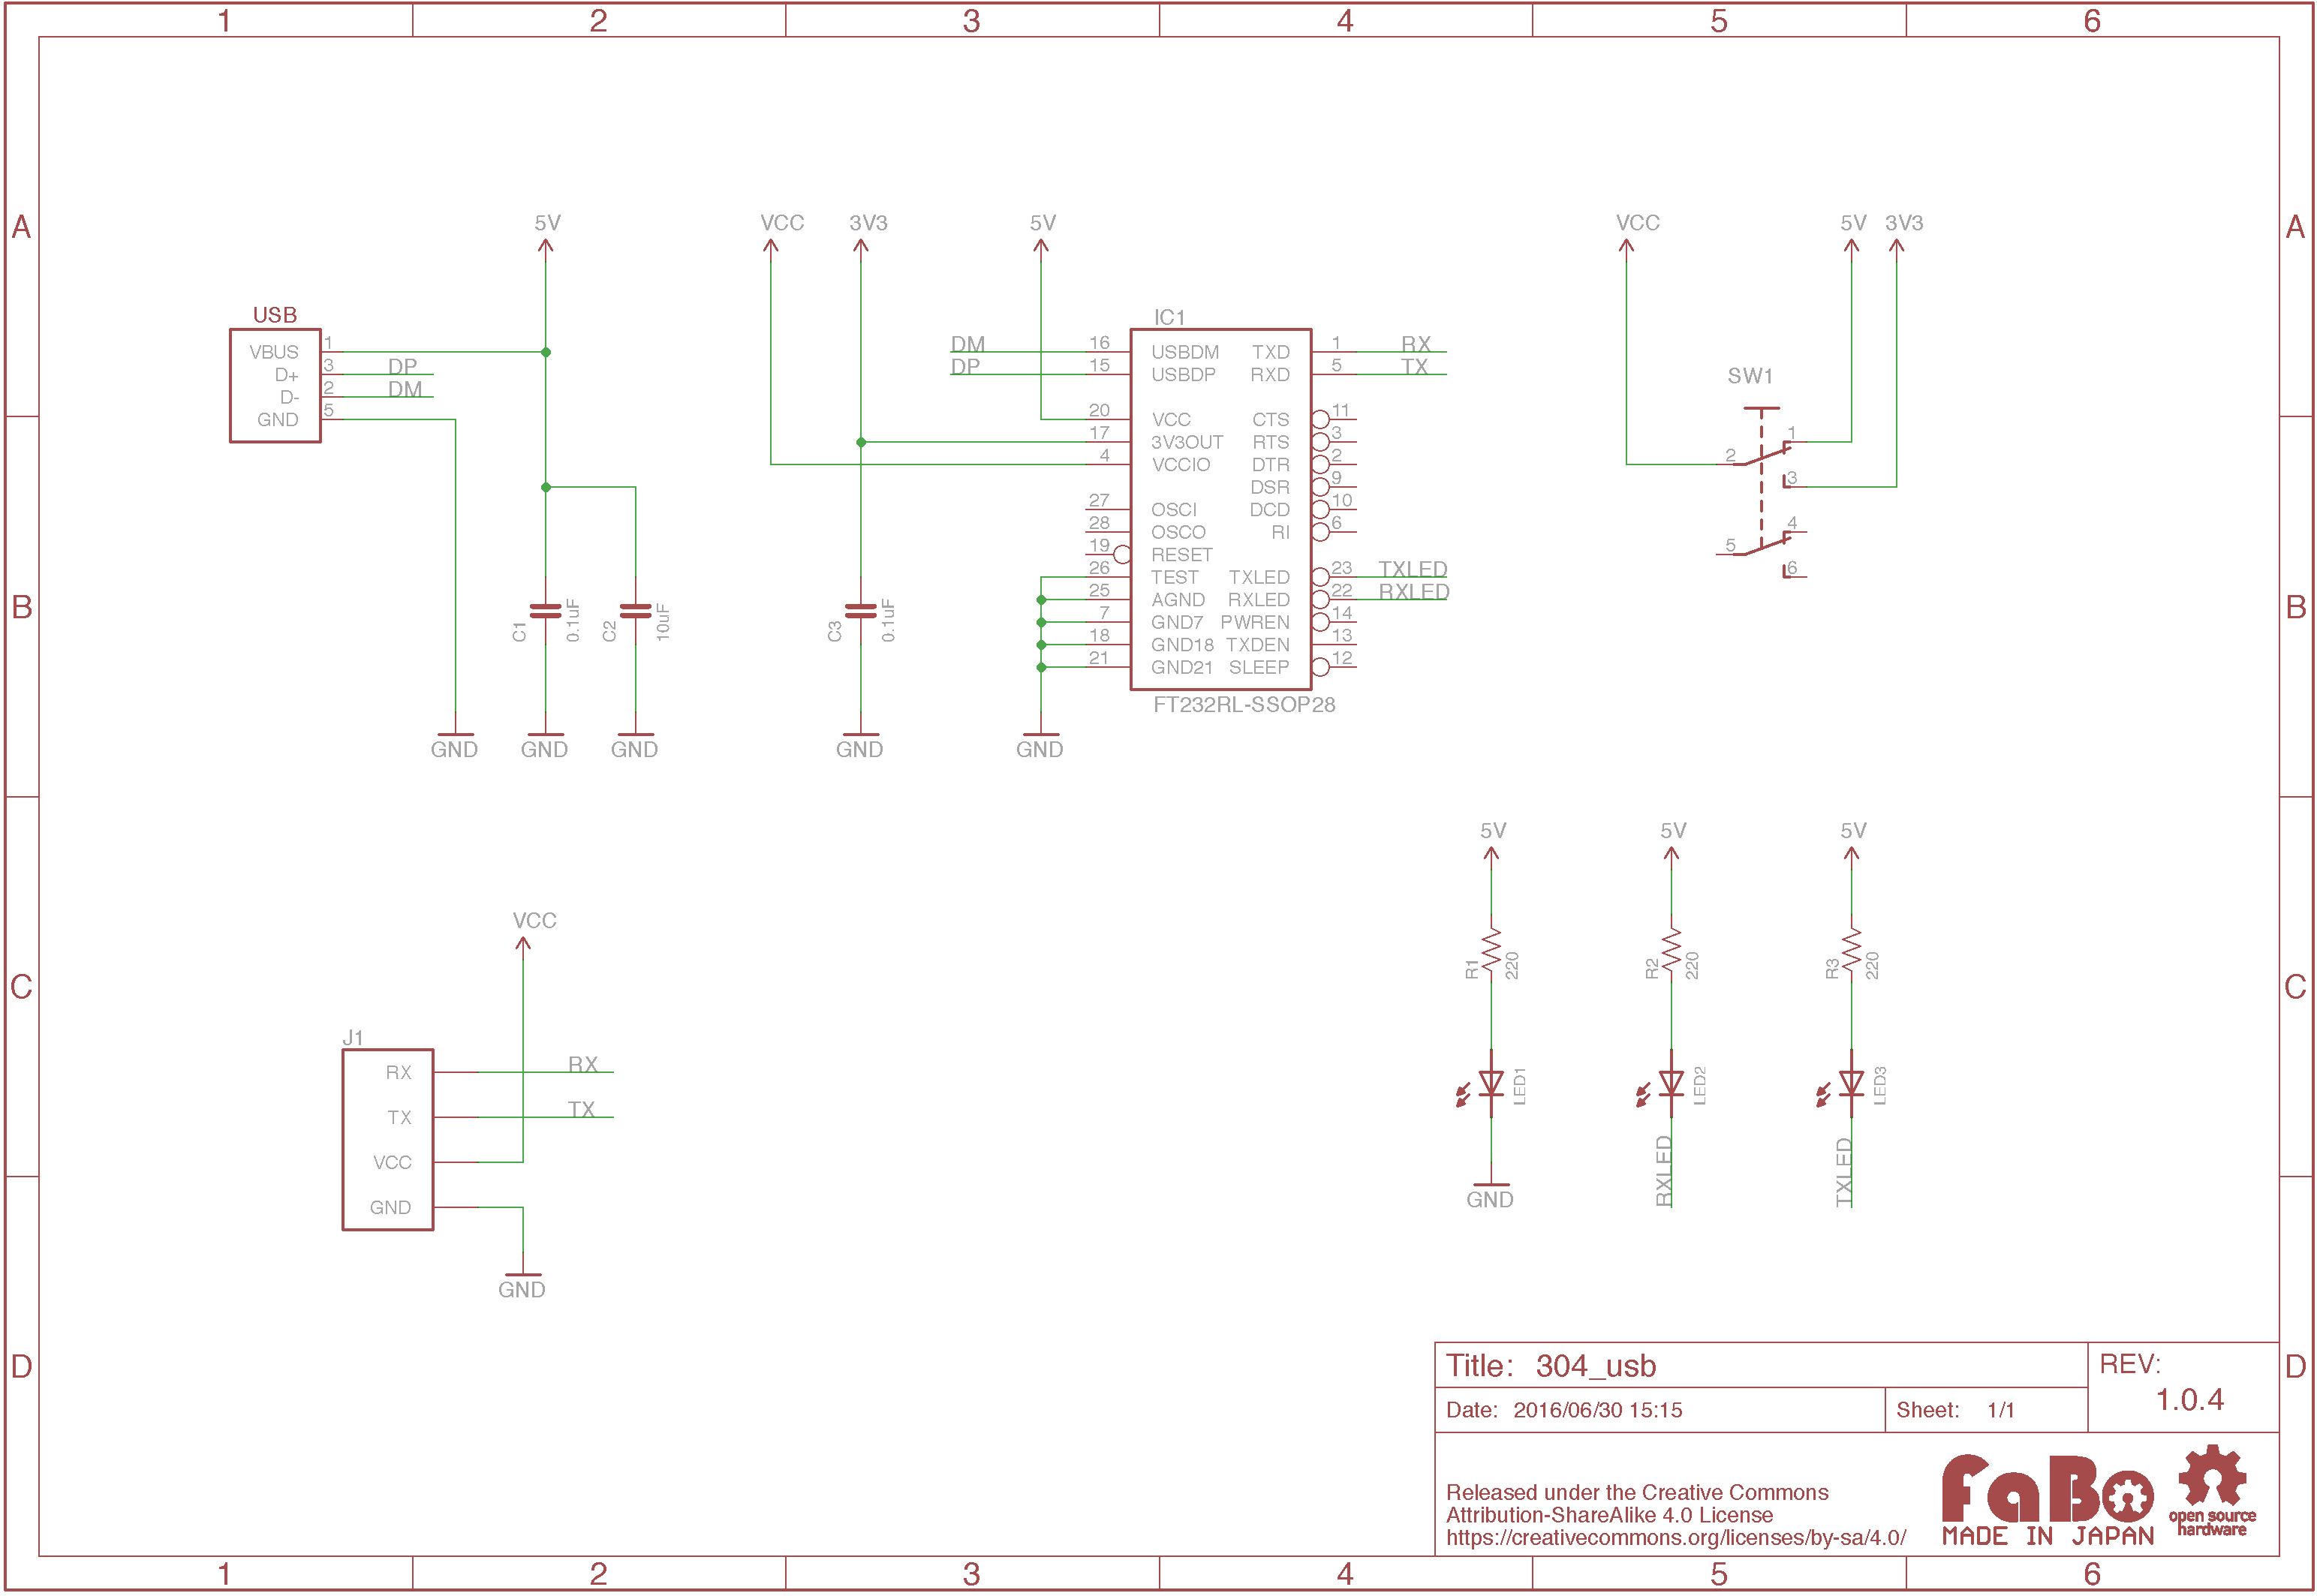 1 2 3 4 5 6
A A
5V VCC 3V3 5V VCC 5V 3V3
USB
VBUS 1
D+ 3 DP
D- 2 DM
GND 5
IC1
DM 16 USBDM TXD 1 RX
DP 15 USBDP RXD 5 TX
20 VCC CTS 11
17 3V3OUT RTS 3
4 VCCIO DTR 2
DSR 9
27 OSCI DCD 10
28 OSCO RI 6
19 RESET
26 TEST TXLED 23 TXLED
25 AGND RXLED 22 RXLED
7 GND7 PWREN 14
18 GND18 TXDEN 13
21 GND21 SLEEP 12
FT232RL-SSOP28
SW1
1
2
3
4
5
6
B B
C1 0.1uF C2 10uF C3 0.1uF
GND GND GND GND GND
5V 5V 5V
R1 220 R2 220 R3 220
LED1 LED2 LED3
GND RXLED TXLED
C C
VCC
J1
RX RX
TX TX
VCC
GND
GND
D D
Title: 304_usb
REV:
1.0.4
Date: 2016/06/30 15:15
Sheet: 1/1
Released under the Creative Commons
Attribution-ShareAlike 4.0 License
https://creativecommons.org/licenses/by-sa/4.0/
FaBo
MADE IN JAPAN
open source
hardware
1 2 3 4 5 6